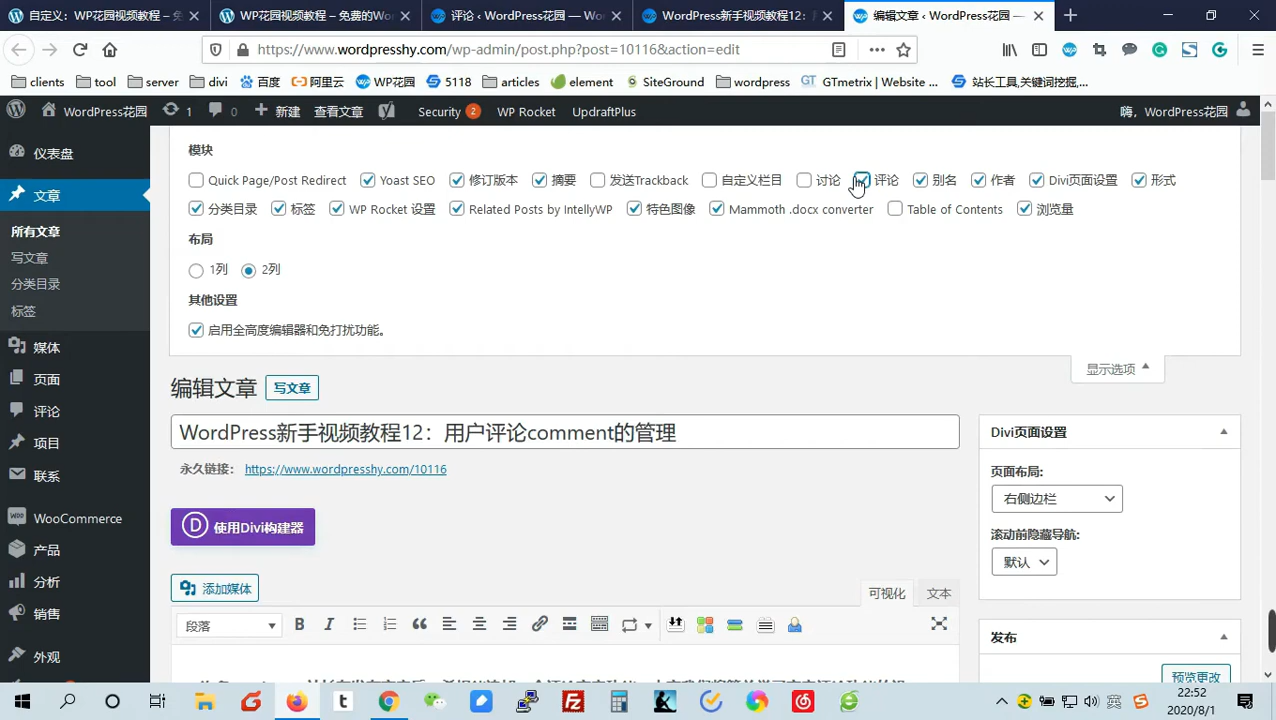 自定义：WP花园视频教程 –
WP花园视频教程 – 免费的Wo
评论 ‹ WordPress花园 — Wo
WordPress新手视频教程12：用
编辑文章 ‹ WordPress花园 —
https://www.wordpresshy.com/wp-admin/post.php?post=10116&action=edit
clients tool server divi 百度 阿里云 WP花园 5118 articles element SiteGround wordpress GTmetrix | Website ... 站长工具,关键词挖掘,...
WordPress花园 1 0 新建 查看文章 Security 2 WP Rocket UpdraftPlus 嗨，WordPress花园
仪表盘
文章
所有文章
写文章
分类目录
标签
媒体
页面
评论
项目
联系
WooCommerce
产品
分析
销售
外观
模块
Quick Page/Post Redirect Yoast SEO 修订版本 摘要 发送Trackback 自定义栏目 讨论 评论 别名 作者 Divi页面设置 形式
分类目录 标签 WP Rocket 设置 Related Posts by IntellyWP 特色图像 Mammoth .docx converter Table of Contents 浏览量
布局
1列 2列
其他设置
启用全高度编辑器和免打扰功能。
显示选项
编辑文章 写文章
WordPress新手视频教程12：用户评论comment的管理
永久链接： https://www.wordpresshy.com/10116
D 使用Divi构建器
添加媒体
可视化 文本
段落 B I
Divi页面设置
页面布局:
右侧边栏
滚动前隐藏导航:
默认
发布
预览更改
英
22:52
2020/8/1